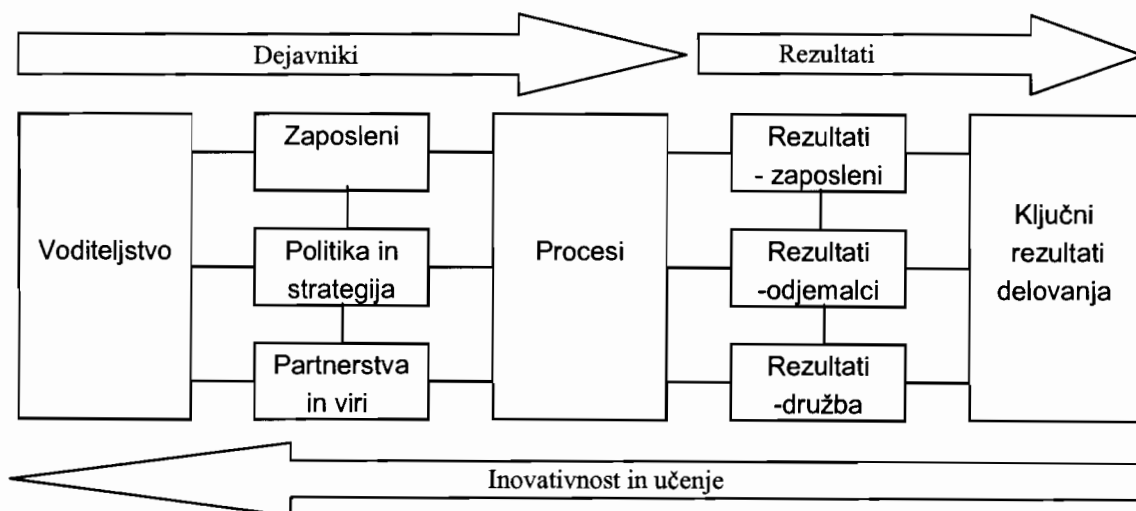 Dejavniki
Rezultati
Voditeljstvo
Zaposleni
Politika in
strategija
Partnerstva
in viri
Procesi
Rezultati
- zaposleni
Rezultati
-odjemalci
Rezultati
-družba
Ključni
rezultati
delovanja
Inovativnost in učenje